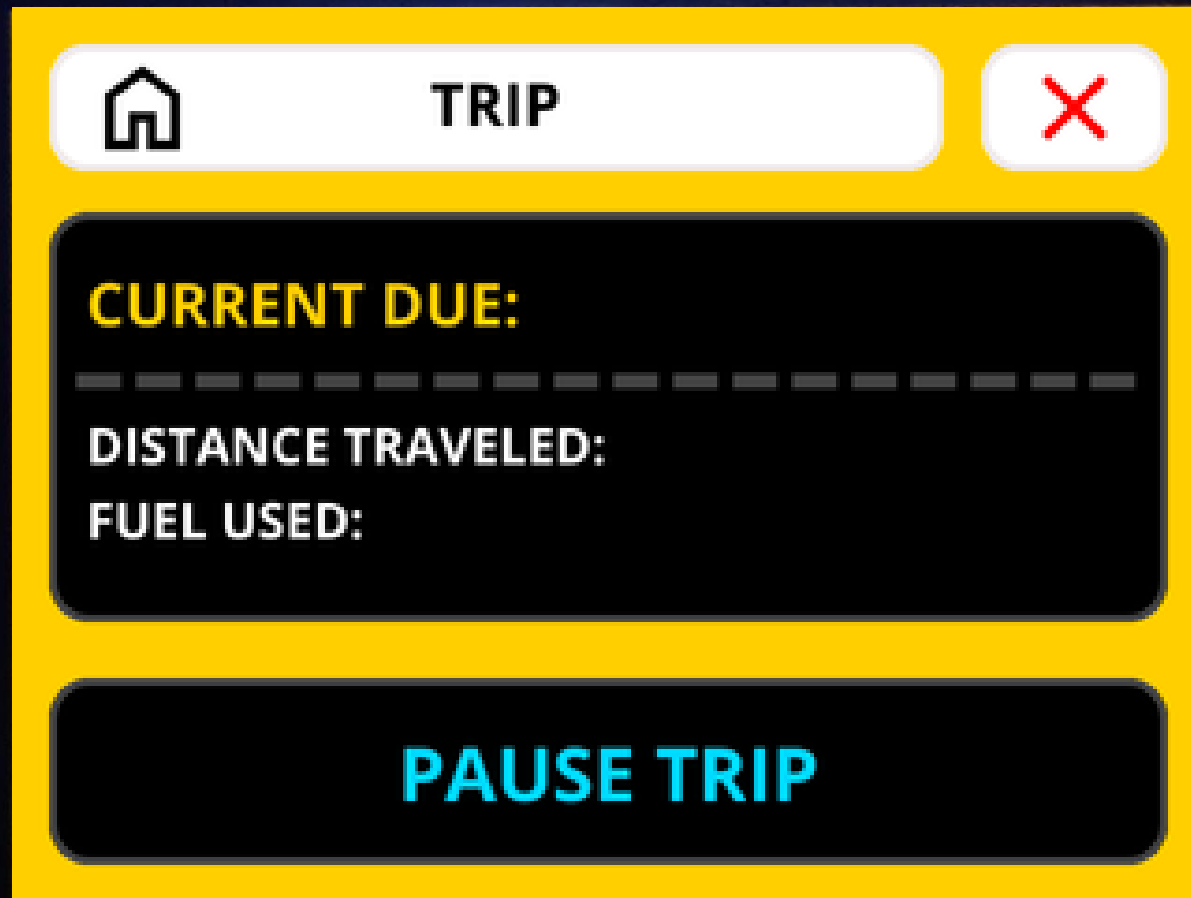 TRIP
CURRENT DUE:
DISTANCE TRAVELED:
FUEL USED:
PAUSE TRIP